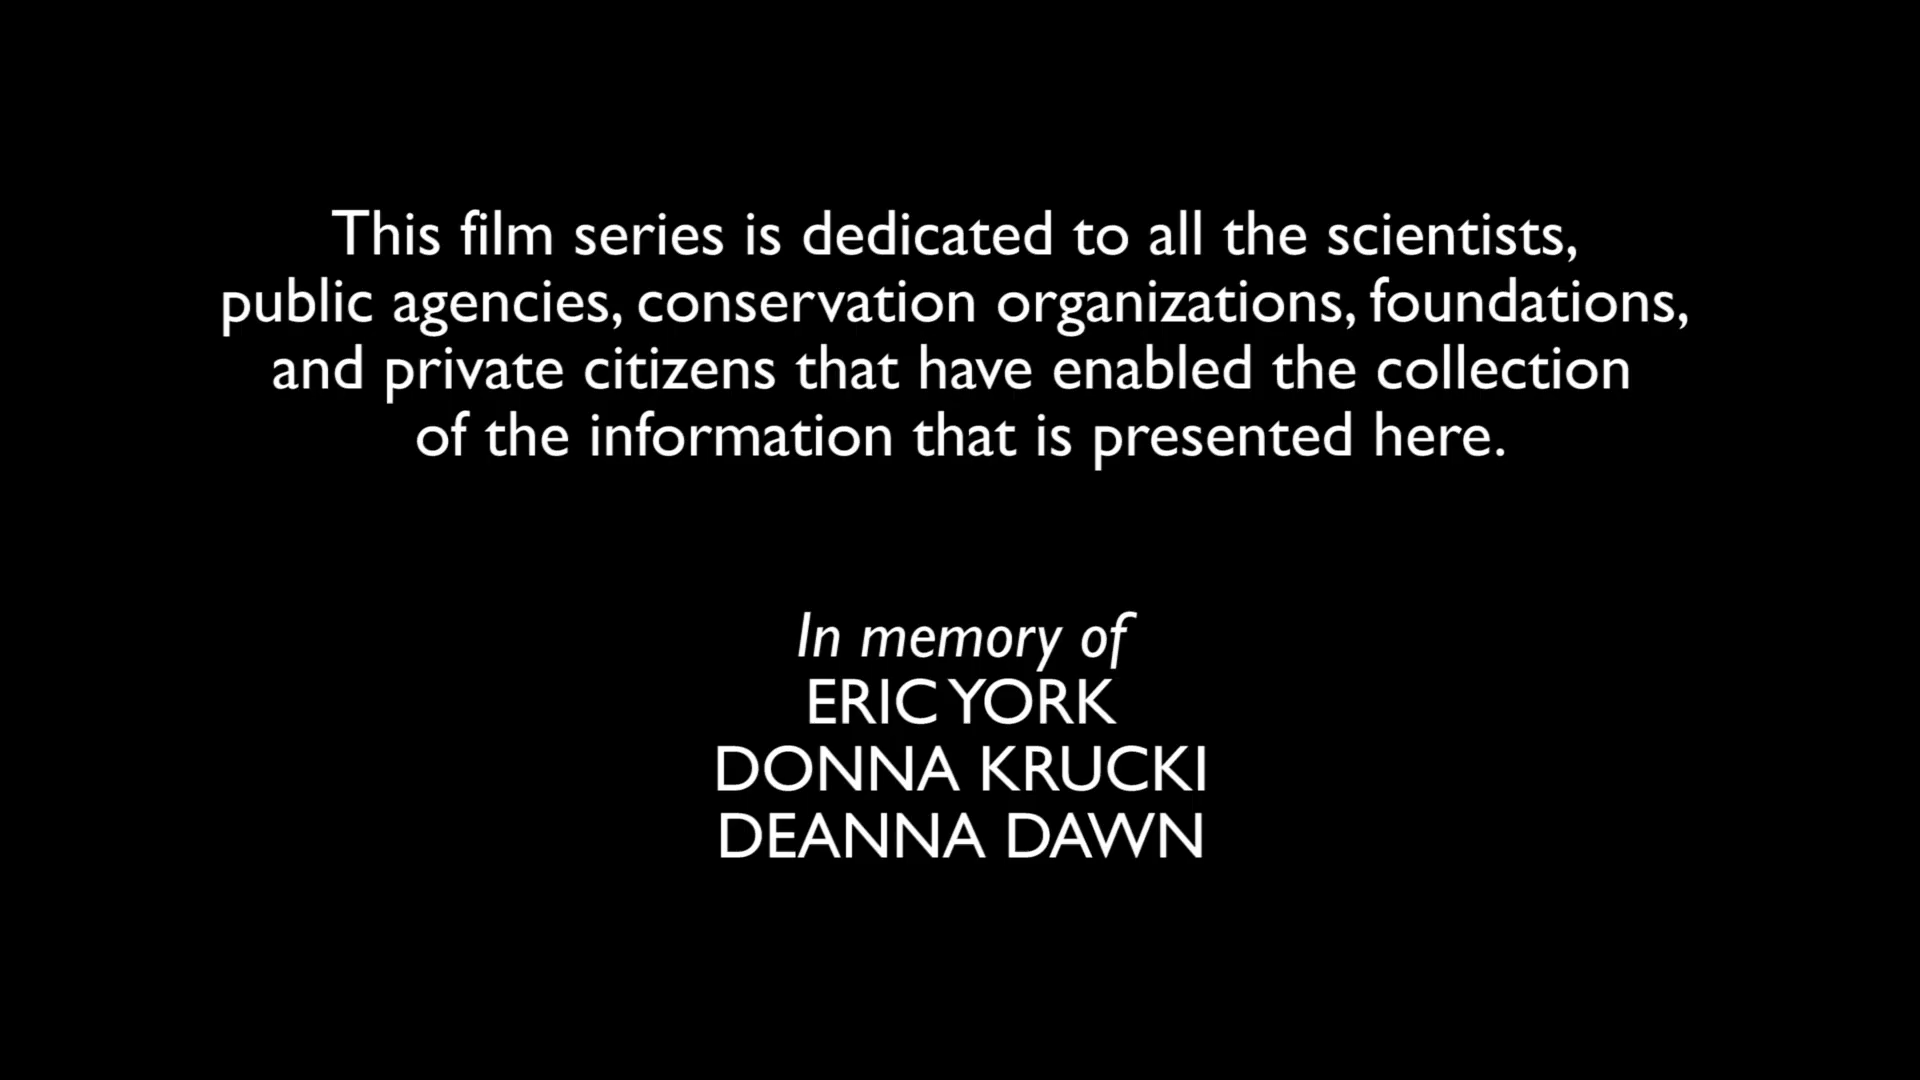 This film series is dedicated to all the scientists,
public agencies, conservation organizations, foundations,
and private citizens that have enabled the collection
of the information that is presented here.
In memory of
ERIC YORK
DONNA KRUCKI
DEANNA DAWN